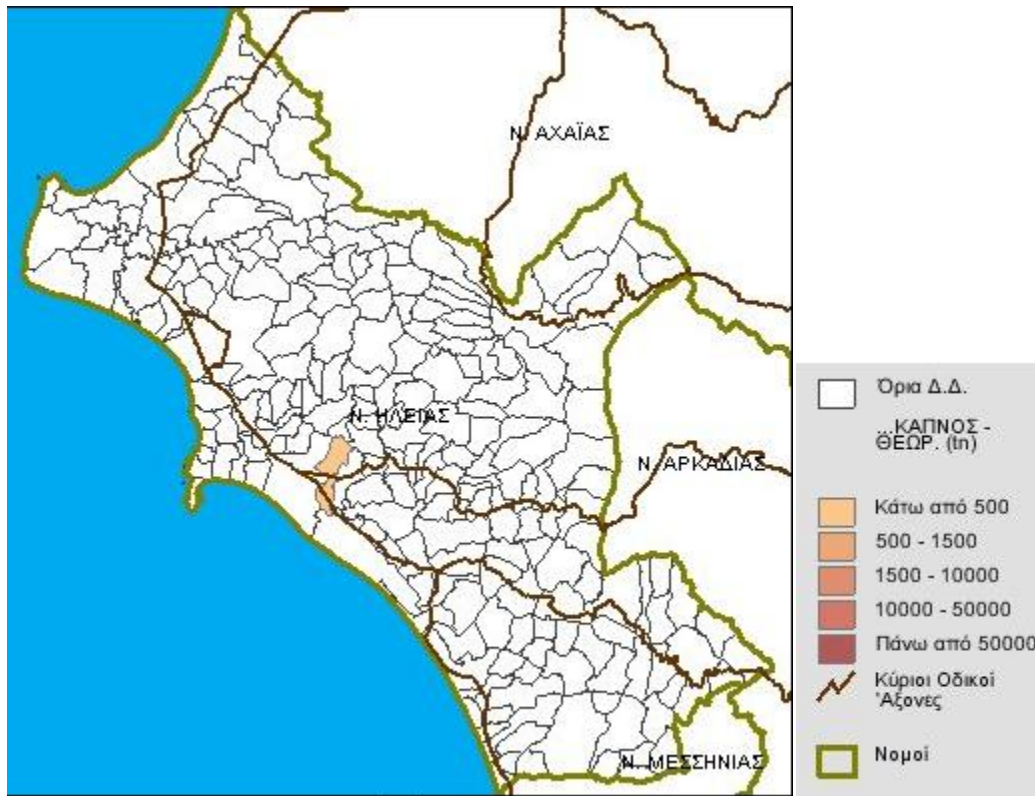 Ν. ΑΧΑΪΑΣ
Ν. ΗΛΕΙΑΣ
Ν. ΑΡΚΑΔΙΑΣ
Ν. ΜΕΣΣΗΝΙΑΣ
Όρια Δ.Δ.
...ΚΑΠΝΟΣ -
ΘΕΩΡ. (tn)
Κάτω από 500
500 - 1500
1500 - 10000
10000 - 50000
Πάνω από 50000
Κύριοι Οδικοί
'Αξονες
Νομοί